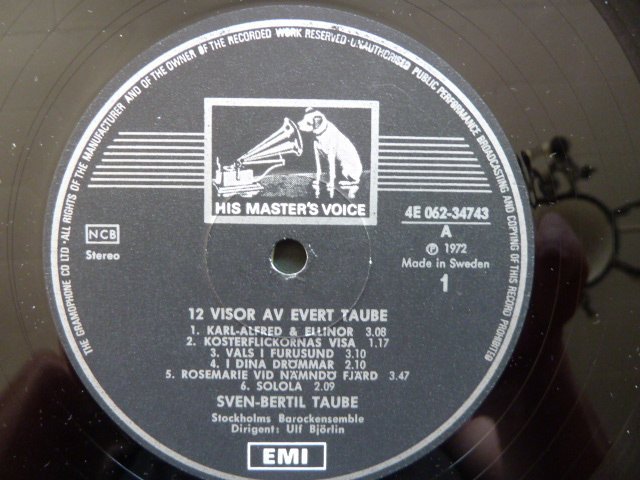 THE GRAMOPHONE CO LTD · ALL RIGHTS OF THE MANUFACTURER AND OF THE OWNER OF THE RECORDED WORK RESERVED · UNAUTHORISED PUBLIC PERFORMANCE BROADCASTING AND COPYING OF THIS RECORD PROHIBITED
HIS MASTER'S VOICE
NCB
Stereo
4E 062-34743
A
℗ 1972
Made in Sweden
1
12 VISOR AV EVERT TAUBE
1. KARL-ALFRED & ELLINOR 3.08
2. KOSTERFLICKORNAS VISA 1.17
3. VALS I FURUSUND 3.10
4. I DINA DRÖMMAR 2.10
5. ROSEMARIE VID NÄMNDÖ FJÄRD 3.47
6. SOLOLA 2.09
SVEN-BERTIL TAUBE
Stockholms Barockensemble
Dirigent: Ulf Björlin
EMI